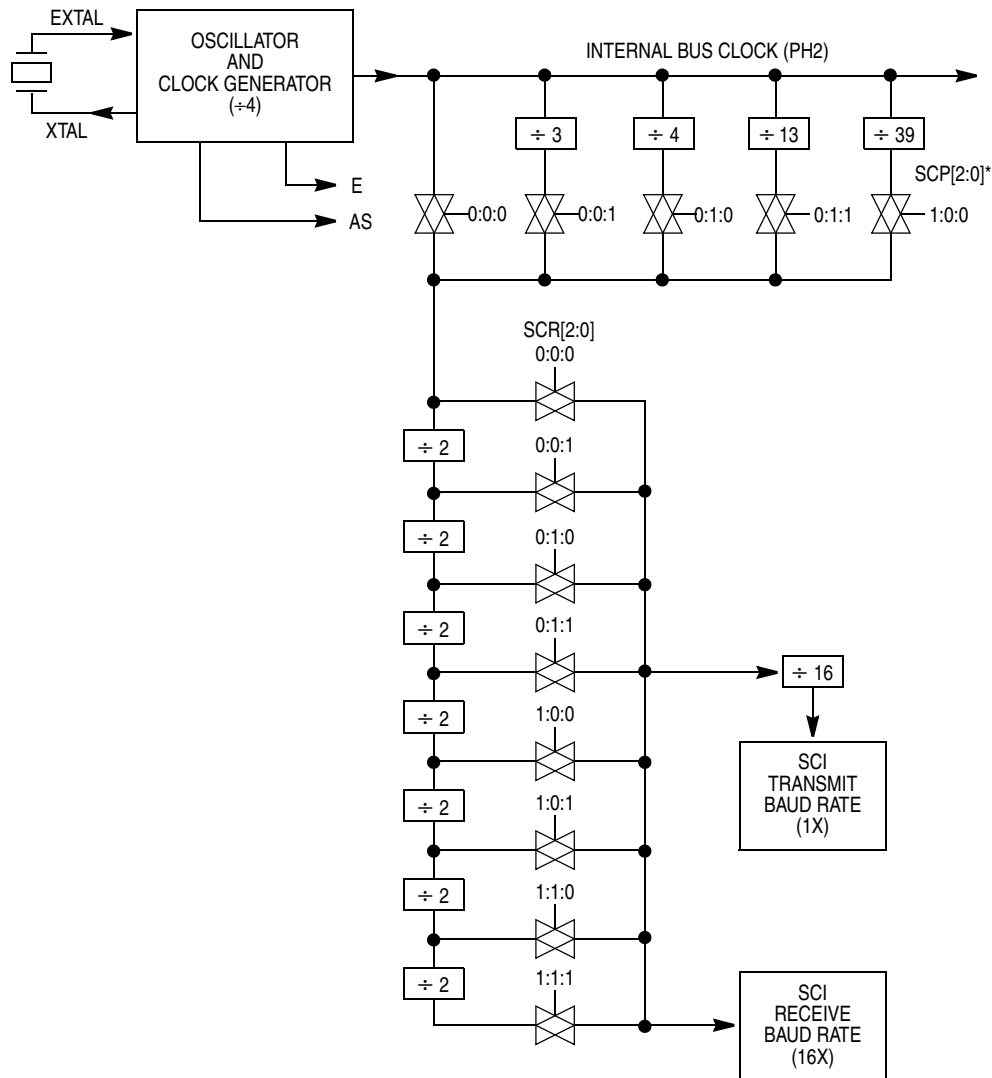 EXTAL
XTAL
OSCILLATOR
AND
CLOCK GENERATOR
(÷4)
E
AS
INTERNAL BUS CLOCK (PH2)
÷ 3
÷ 4
÷ 13
÷ 39
SCP[2:0]*
0:0:0
0:0:1
0:1:0
0:1:1
1:0:0
SCR[2:0]
0:0:0
÷ 2
0:0:1
÷ 2
0:1:0
÷ 2
0:1:1
÷ 16
÷ 2
1:0:0
SCI
TRANSMIT
BAUD RATE
(1X)
÷ 2
1:0:1
÷ 2
1:1:0
÷ 2
1:1:1
SCI
RECEIVE
BAUD RATE
(16X)